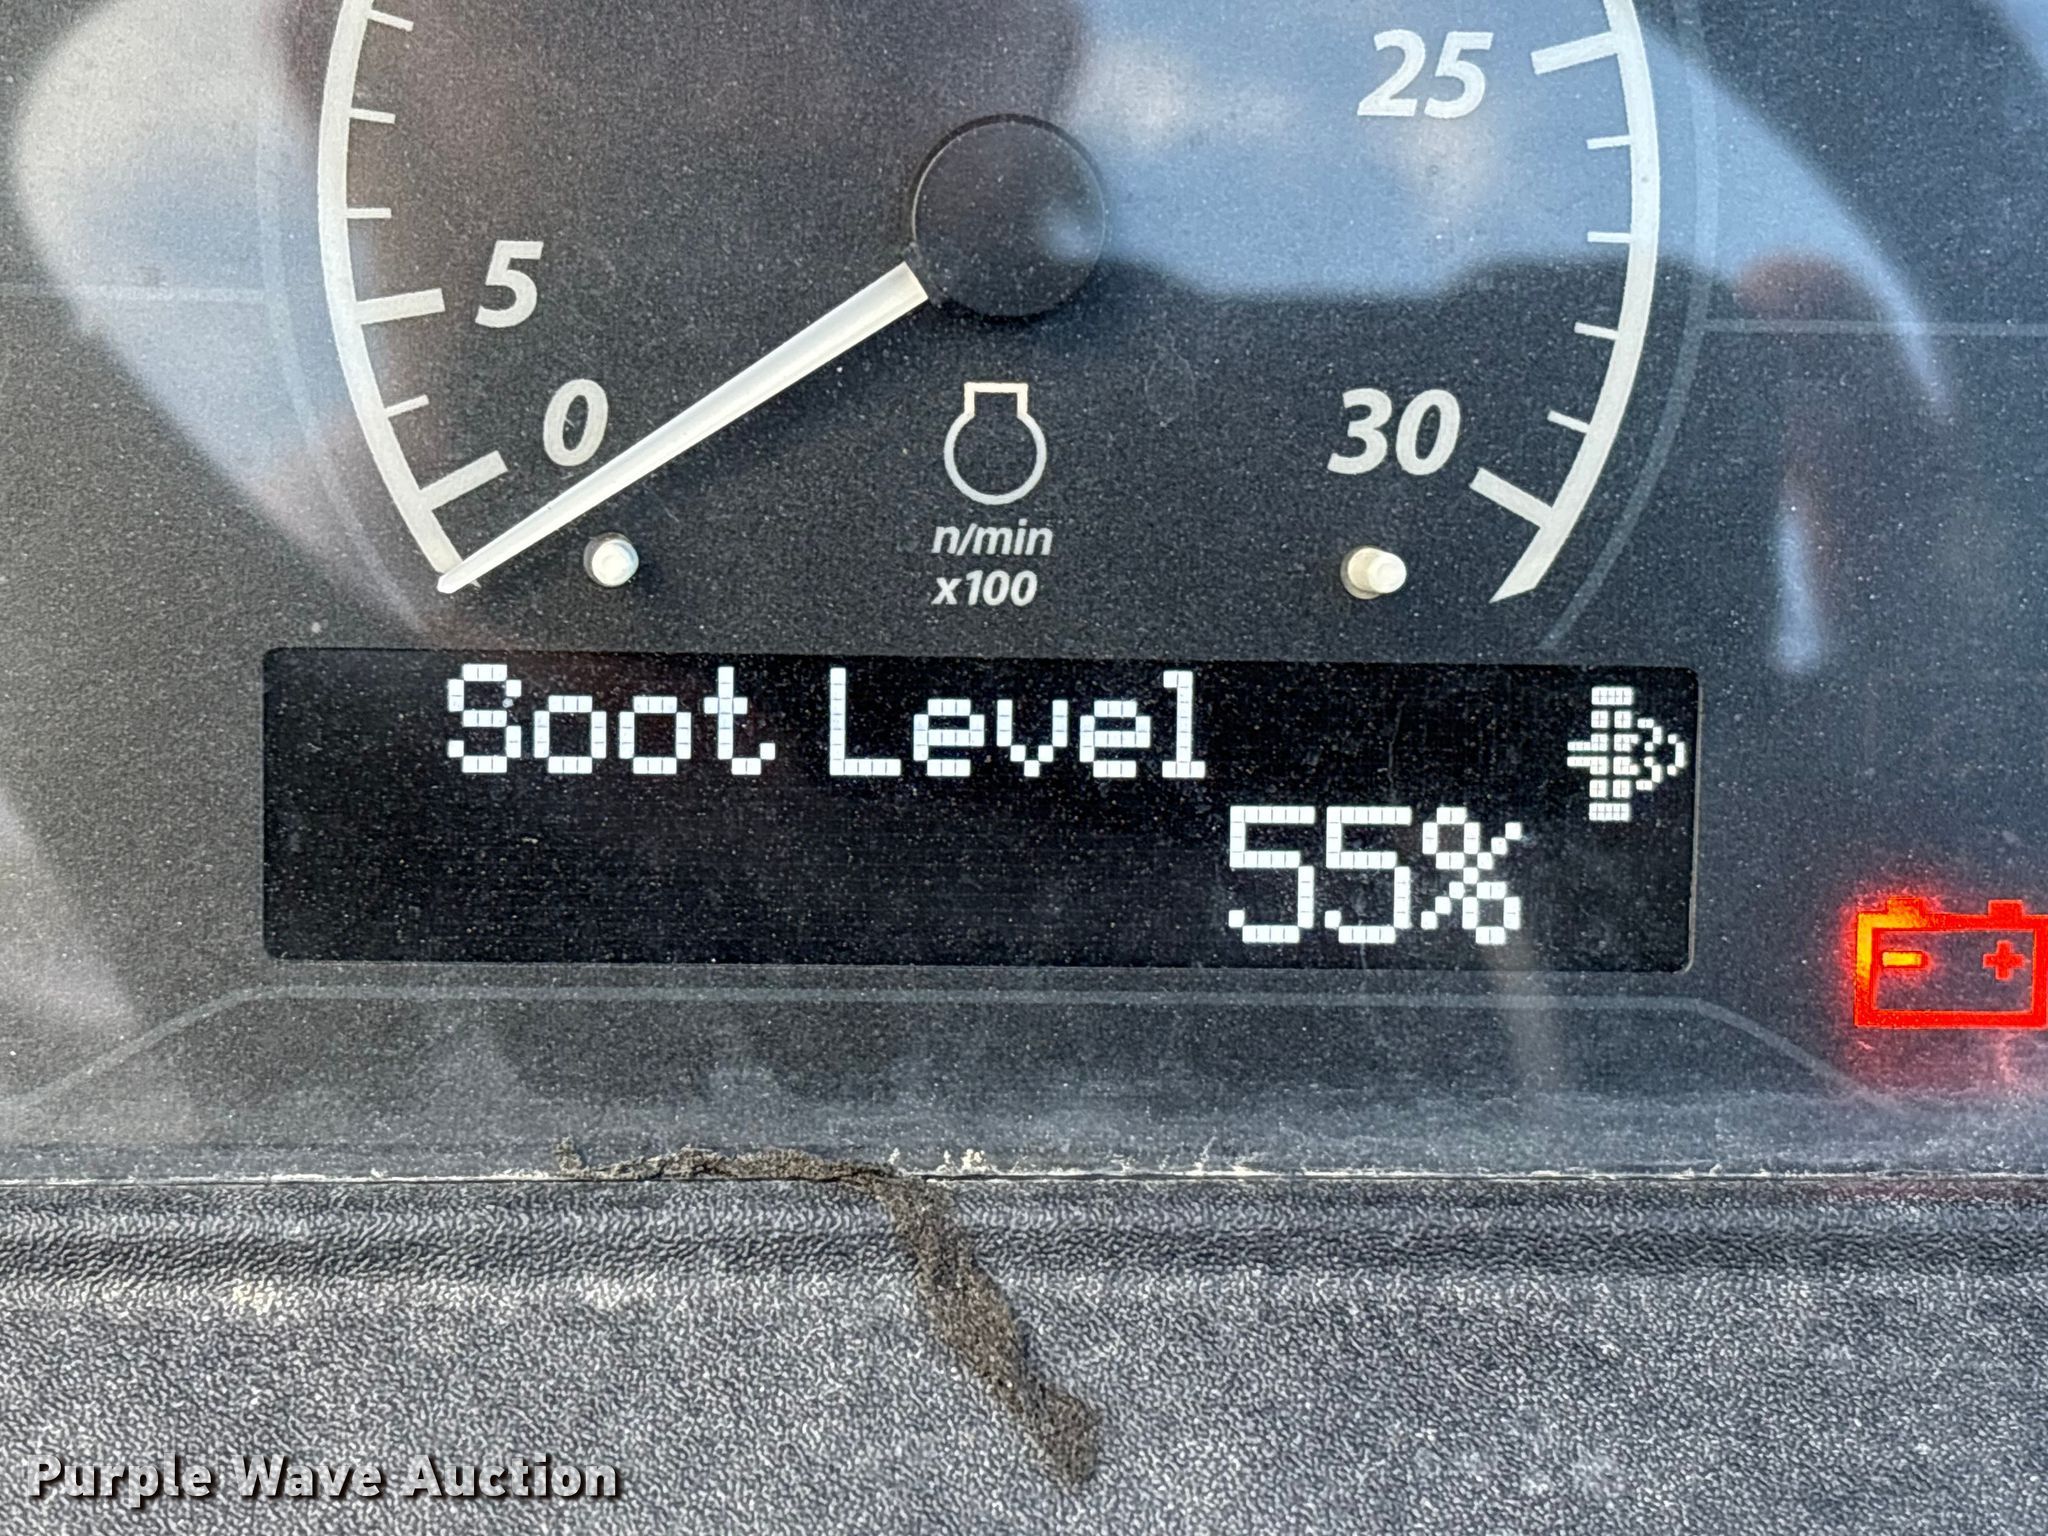 25
5
0
30
n/min
x100
Soot Level
55%
Purple Wave Auction